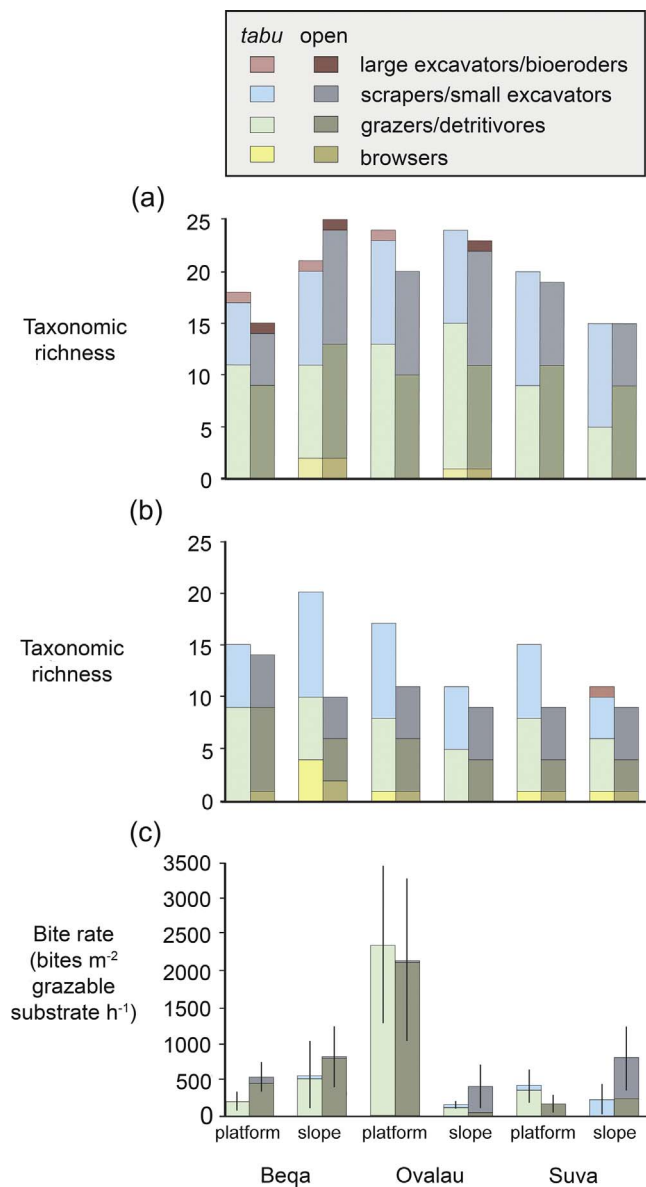 tabu open
large excavators/bioeroders
scrapers/small excavators
grazers/detritivores
browsers
(a)
25
20
15
10
5
0
Taxonomic
richness
(b)
25
20
15
10
5
0
Taxonomic
richness
(c)
3500
3000
2500
2000
1500
1000
500
0
Bite rate
(bites m⁻²
grazable
substrate h⁻¹)
platform slope platform slope platform slope
Beqa Ovalau Suva